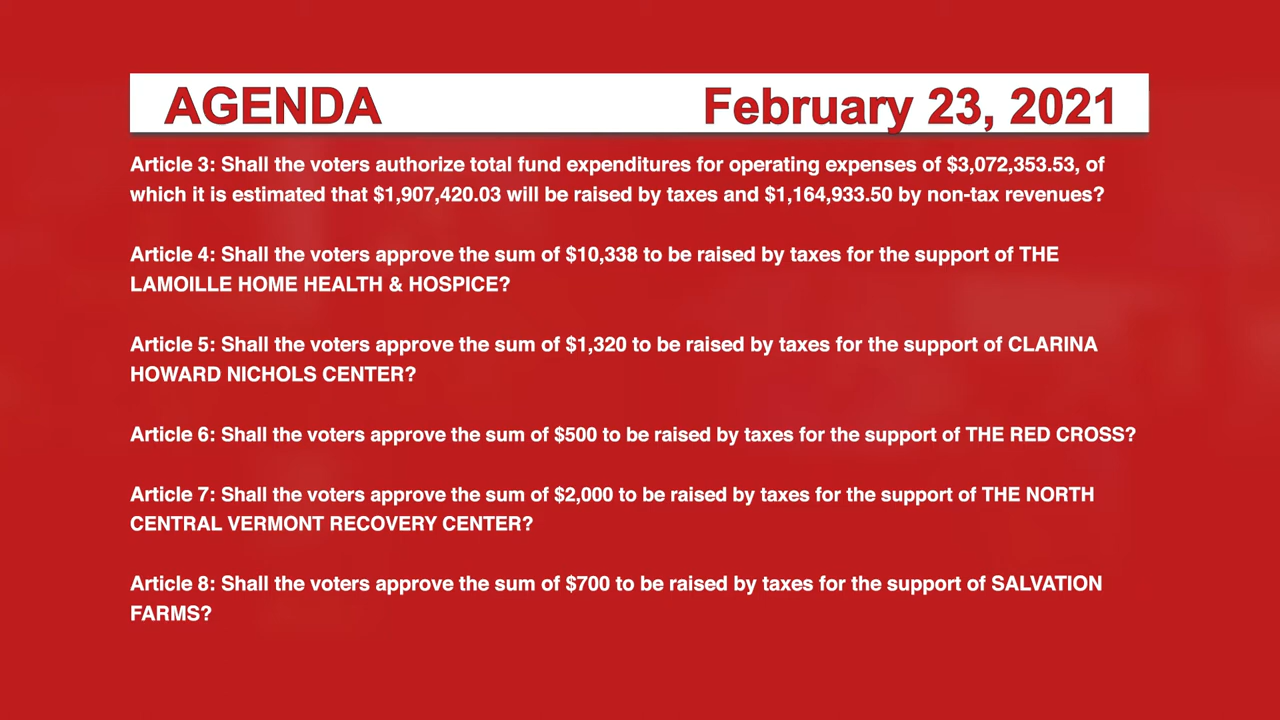 AGENDA February 23, 2021
Article 3: Shall the voters authorize total fund expenditures for operating expenses of $3,072,353.53, of
which it is estimated that $1,907,420.03 will be raised by taxes and $1,164,933.50 by non-tax revenues?
Article 4: Shall the voters approve the sum of $10,338 to be raised by taxes for the support of THE
LAMOILLE HOME HEALTH & HOSPICE?
Article 5: Shall the voters approve the sum of $1,320 to be raised by taxes for the support of CLARINA
HOWARD NICHOLS CENTER?
Article 6: Shall the voters approve the sum of $500 to be raised by taxes for the support of THE RED CROSS?
Article 7: Shall the voters approve the sum of $2,000 to be raised by taxes for the support of THE NORTH
CENTRAL VERMONT RECOVERY CENTER?
Article 8: Shall the voters approve the sum of $700 to be raised by taxes for the support of SALVATION
FARMS?